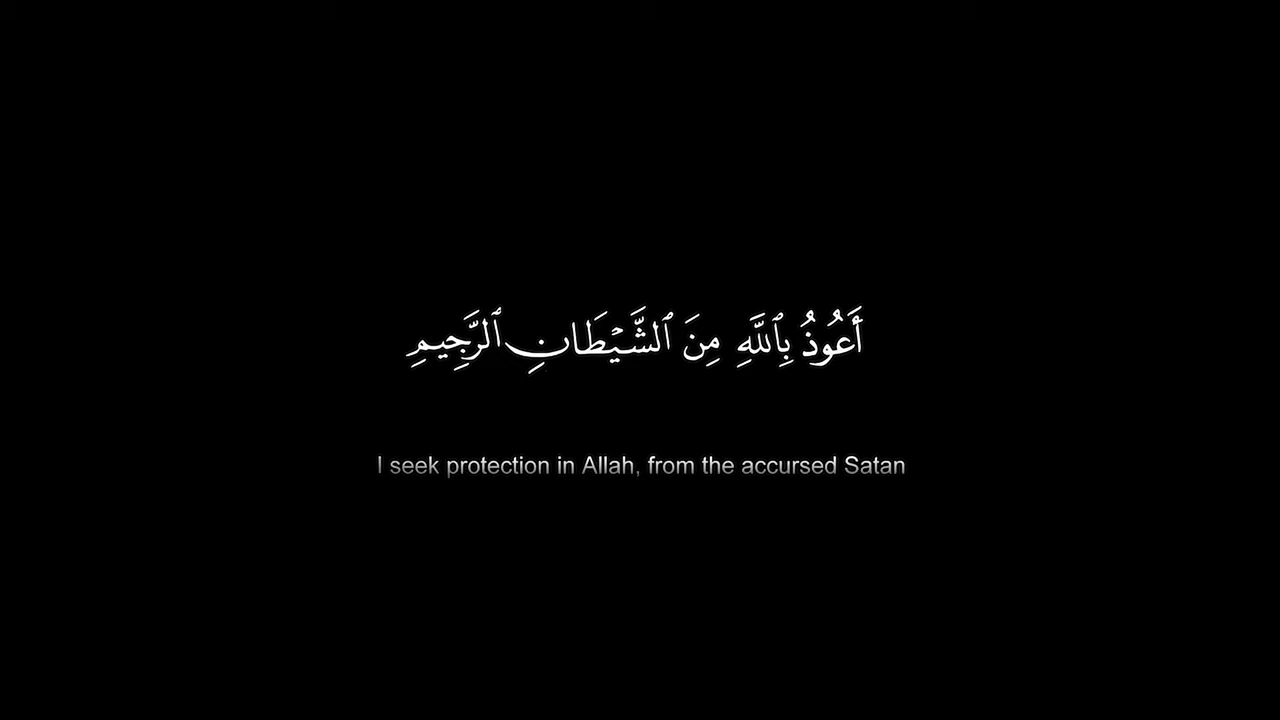 أَعُوذُ بِٱللَّهِ مِنَ ٱلشَّيْطَانِ ٱلرَّجِيمِ
I seek protection in Allah, from the accursed Satan